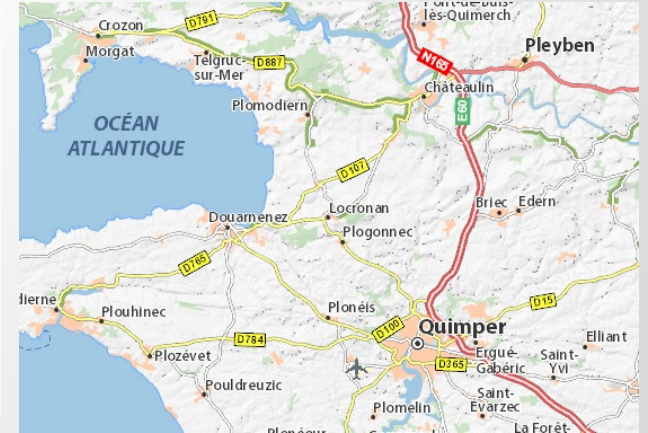 Crozon
D791
Pont-de-Buis-
lès-Quimerch
Morgat
Telgruc-
sur-Mer
D887
N165
Pleyben
Châteaulin
Plomodiern
E60
OCÉAN
ATLANTIQUE
D107
Locronan
Briec
Edern
Douarnenez
Plogonnec
D765
dierne
Plouhinec
Plonéis
D15
D100
Quimper
D784
Elliant
Plozévet
Ergué-
Gabéric
Saint-
Yvi
D365
Pouldreuzic
Plomelin
Saint-
Evarzec
Plonéour-
La Forêt-